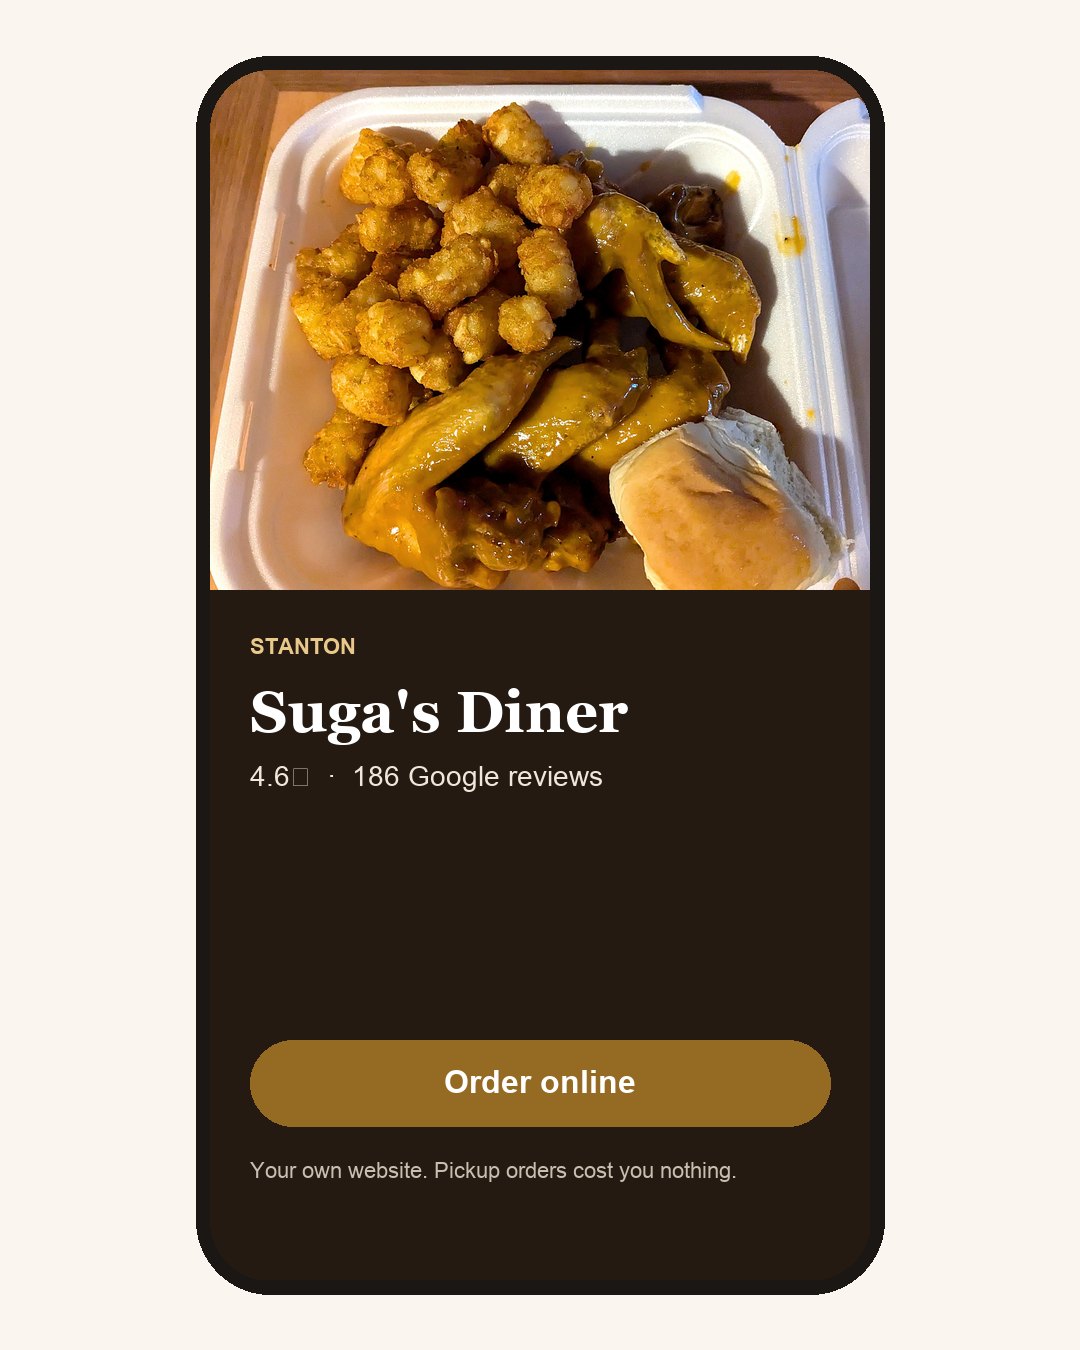 STANTON
Suga's Diner
4.6□ · 186 Google reviews
Order online
Your own website. Pickup orders cost you nothing.